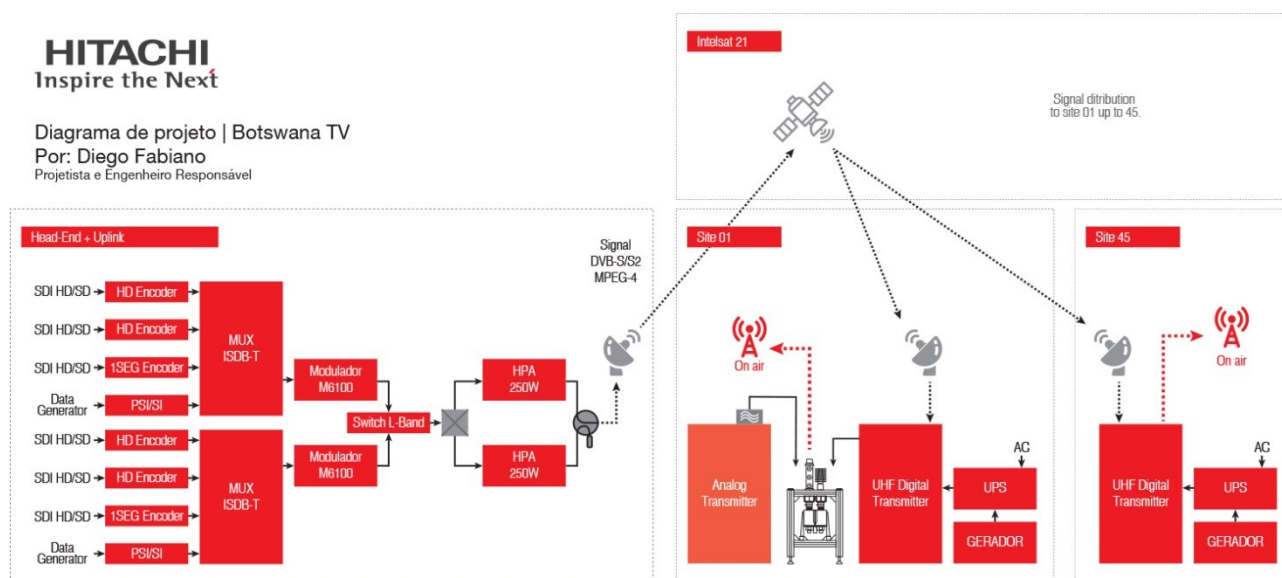 HITACHI
Inspire the Next
Diagrama de projeto | Botswana TV
Por: Diego Fabiano
Projetista e Engenheiro Responsável
Intelsat 21
Signal ditribution
to site 01 up to 45.
Head-End + Uplink
Signal
DVB-S/S2
MPEG-4
SDI HD/SD
HD Encoder
SDI HD/SD
HD Encoder
SDI HD/SD
1SEG Encoder
Data
Generator
PSI/SI
MUX
ISDB-T
SDI HD/SD
HD Encoder
SDI HD/SD
HD Encoder
SDI HD/SD
1SEG Encoder
Data
Generator
PSI/SI
MUX
ISDB-T
Modulador
M6100
Modulador
M6100
Switch L-Band
HPA
250W
HPA
250W
Site 01
On air
Analog
Transmitter
UHF Digital
Transmitter
AC
UPS
GERADOR
Site 45
On air
UHF Digital
Transmitter
AC
UPS
GERADOR